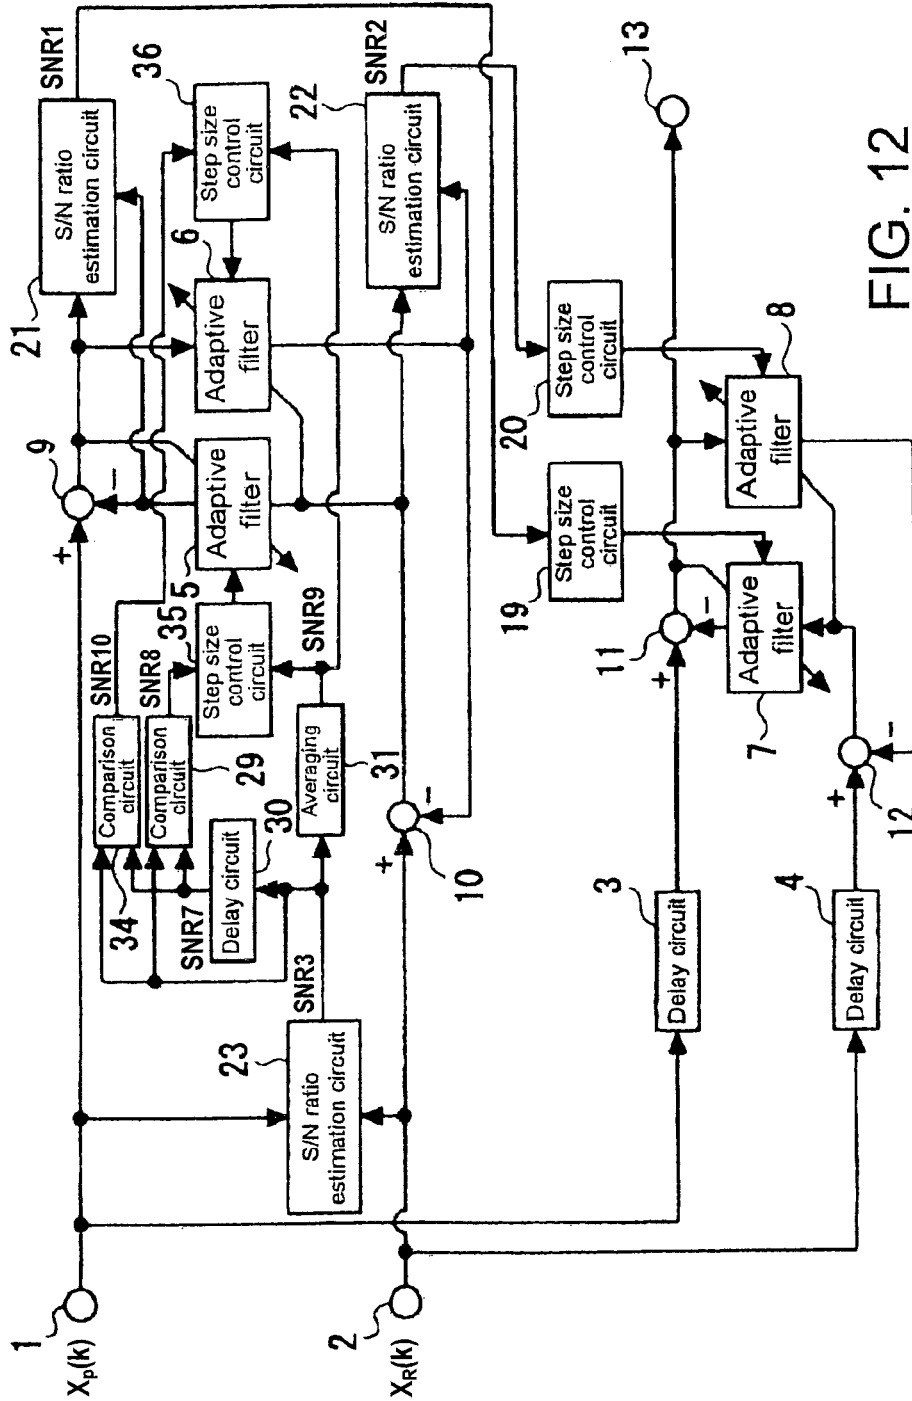 1
Xp(k)
2
XR(k)
9
+
−
21
S/N ratio
estimation circuit
SNR1
36
Step size
control
circuit
SNR10
34
Comparison
circuit
SNR8
29
Comparison
circuit
35
Step size
control
circuit
5
Adaptive
filter
6
Adaptive
filter
SNR7
30
Delay circuit
SNR9
31
Averaging
circuit
SNR3
23
S/N ratio
estimation circuit
22
S/N ratio
estimation circuit
SNR2
10
+
−
19
Step size
control
circuit
20
Step size
control
circuit
3
Delay circuit
11
+
−
13
7
Adaptive
filter
8
Adaptive
filter
4
Delay circuit
12
+
−
FIG. 12